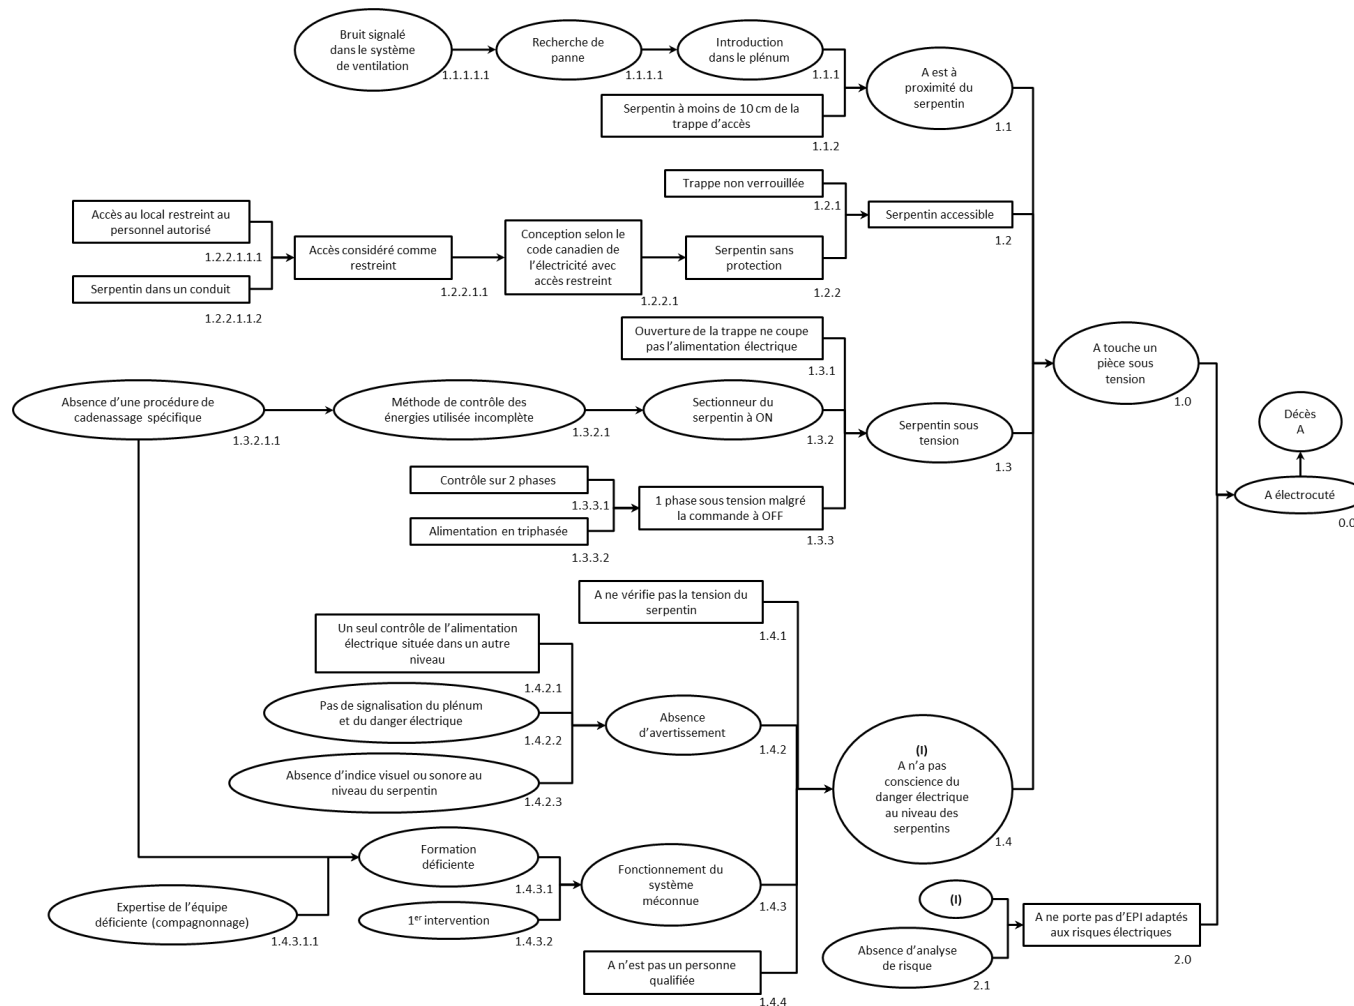 Bruit signalé
dans le système
de ventilation
1.1.1.1.1
Recherche de
panne
1.1.1.1
Introduction
dans le plénum
1.1.1
Serpentin à moins de 10 cm de la
trappe d'accès
1.1.2
A est à
proximité du
serpentin
1.1
Trappe non verrouillée
1.2.1
Accès au local restreint au
personnel autorisé
1.2.2.1.1.1
Serpentin dans un conduit
1.2.2.1.1.2
Accès considéré comme
restreint
1.2.2.1.1
Conception selon le
code canadien de
l'électricité avec
accès restreint
1.2.2.1
Serpentin sans
protection
1.2.2
Serpentin accessible
1.2
Ouverture de la trappe ne coupe
pas l'alimentation électrique
1.3.1
Absence d'une procédure de
cadenassage spécifique
1.3.2.1.1
Méthode de contrôle des
énergies utilisée incomplète
1.3.2.1
Sectionneur du
serpentin à ON
1.3.2
Contrôle sur 2 phases
1.3.3.1
Alimentation en triphasée
1.3.3.2
1 phase sous tension malgré
la commande à OFF
1.3.3
Serpentin sous
tension
1.3
A touche un
pièce sous
tension
1.0
Décès
A
A électrocuté
0.0
A ne vérifie pas la tension du
serpentin
1.4.1
Un seul contrôle de l'alimentation
électrique située dans un autre
niveau
1.4.2.1
Pas de signalisation du plénum
et du danger électrique
1.4.2.2
Absence d'indice visuel ou sonore au
niveau du serpentin
1.4.2.3
Absence
d'avertissement
1.4.2
(I)
A n'a pas
conscience du
danger électrique
au niveau des
serpentins
1.4
Formation
déficiente
1.4.3.1
Expertise de l'équipe
déficiente (compagnonnage)
1.4.3.1.1
1er intervention
1.4.3.2
Fonctionnement du
système
méconnue
1.4.3
A n'est pas un personne
qualifiée
1.4.4
(I)
Absence d'analyse
de risque
2.1
A ne porte pas d'EPI adaptés
aux risques électriques
2.0